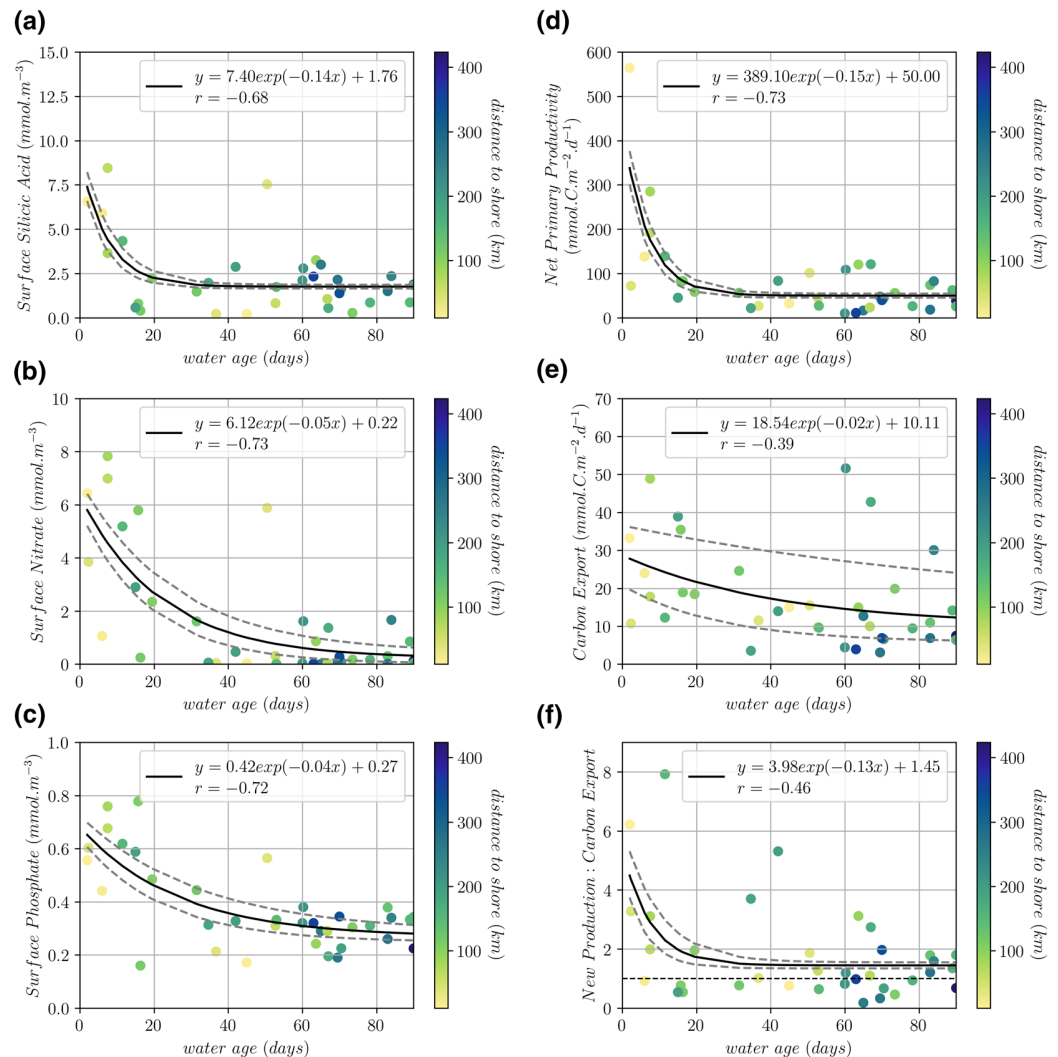 (a)
15.0
12.5
10.0
7.5
5.0
2.5
0.0
Surface Silicic Acid (mmol.m⁻³)
y = 7.40exp(−0.14x) + 1.76
r = −0.68
0 20 40 60 80
water age (days)
400
300
200
100
distance to shore (km)
(d)
600
500
400
300
200
100
0
Net Primary Productivity
(mmol.C.m⁻².d⁻¹)
y = 389.10exp(−0.15x) + 50.00
r = −0.73
0 20 40 60 80
water age (days)
400
300
200
100
distance to shore (km)
(b)
10
8
6
4
2
0
Surface Nitrate (mmol.m⁻³)
y = 6.12exp(−0.05x) + 0.22
r = −0.73
0 20 40 60 80
water age (days)
400
300
200
100
distance to shore (km)
(e)
70
60
50
40
30
20
10
0
Carbon Export (mmol.C.m⁻².d⁻¹)
y = 18.54exp(−0.02x) + 10.11
r = −0.39
0 20 40 60 80
water age (days)
400
300
200
100
distance to shore (km)
(c)
1.0
0.8
0.6
0.4
0.2
0.0
Surface Phosphate (mmol.m⁻³)
y = 0.42exp(−0.04x) + 0.27
r = −0.72
0 20 40 60 80
water age (days)
400
300
200
100
distance to shore (km)
(f)
8
6
4
2
0
New Production : Carbon Export
y = 3.98exp(−0.13x) + 1.45
r = −0.46
0 20 40 60 80
water age (days)
400
300
200
100
distance to shore (km)